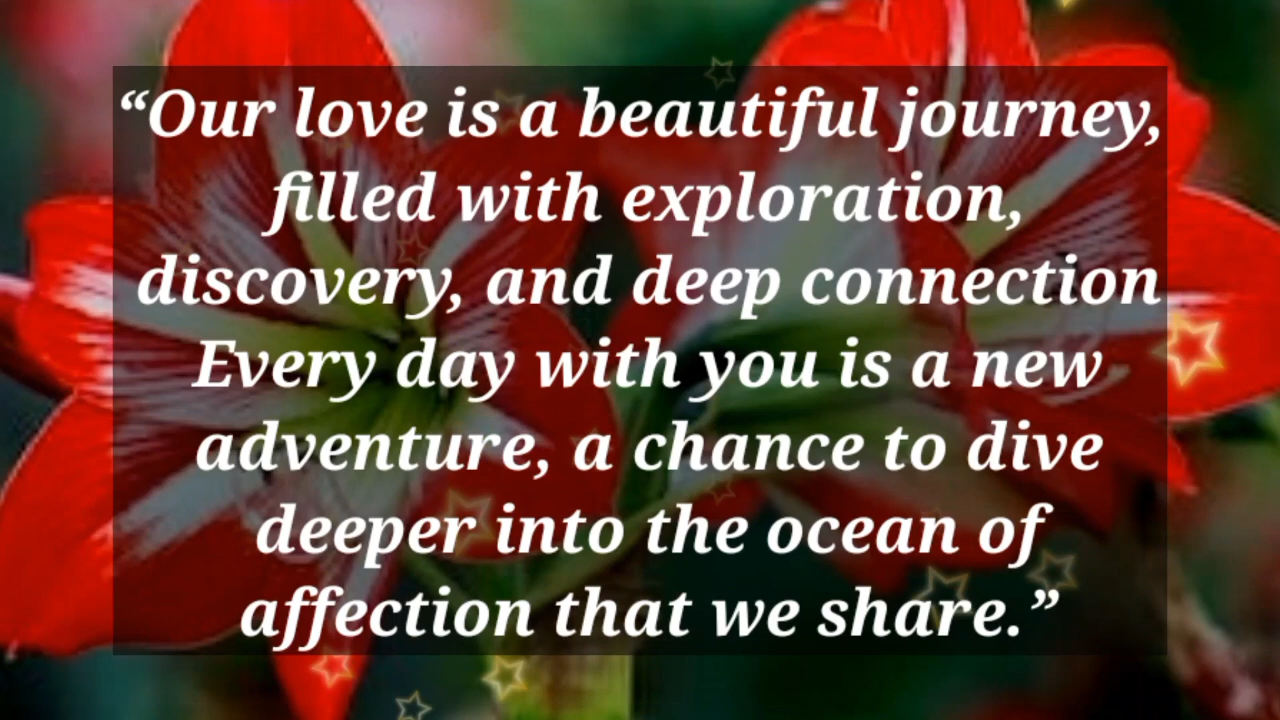 “Our love is a beautiful journey,
filled with exploration,
discovery, and deep connection
Every day with you is a new
adventure, a chance to dive
deeper into the ocean of
affection that we share.”